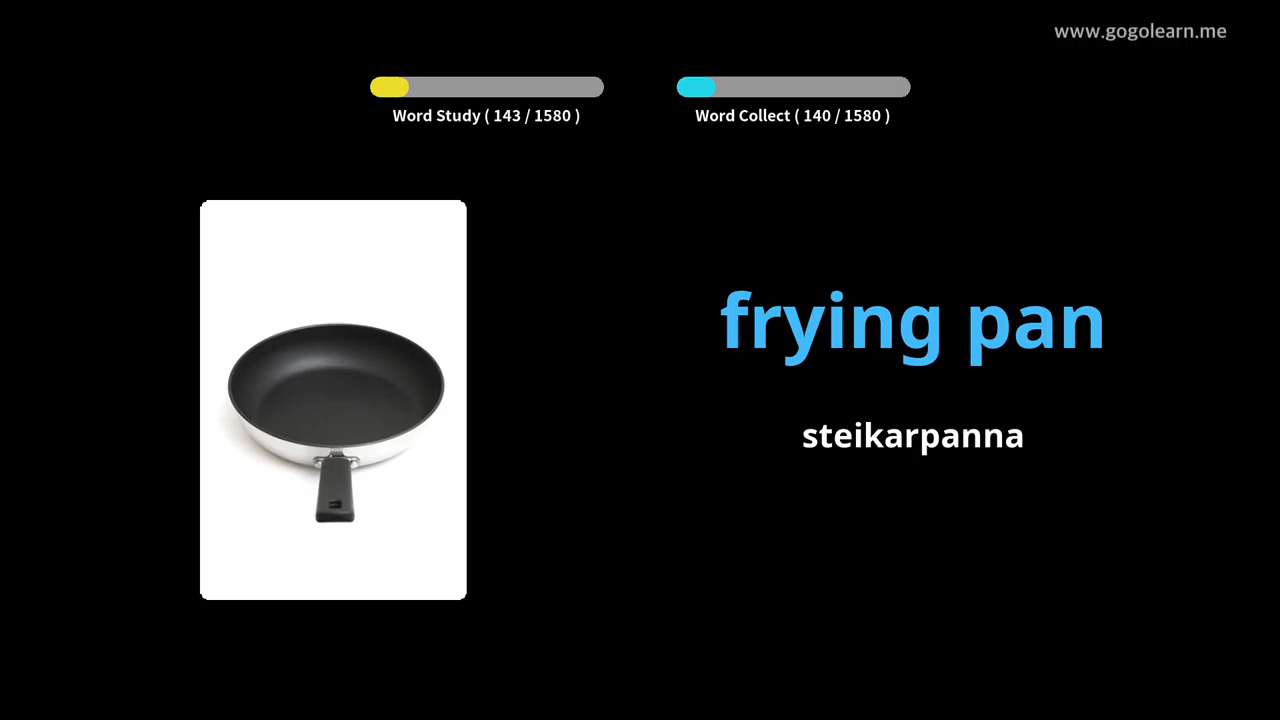 www.gogolearn.me
Word Study ( 143 / 1580 )
Word Collect ( 140 / 1580 )
frying pan
steikarpanna